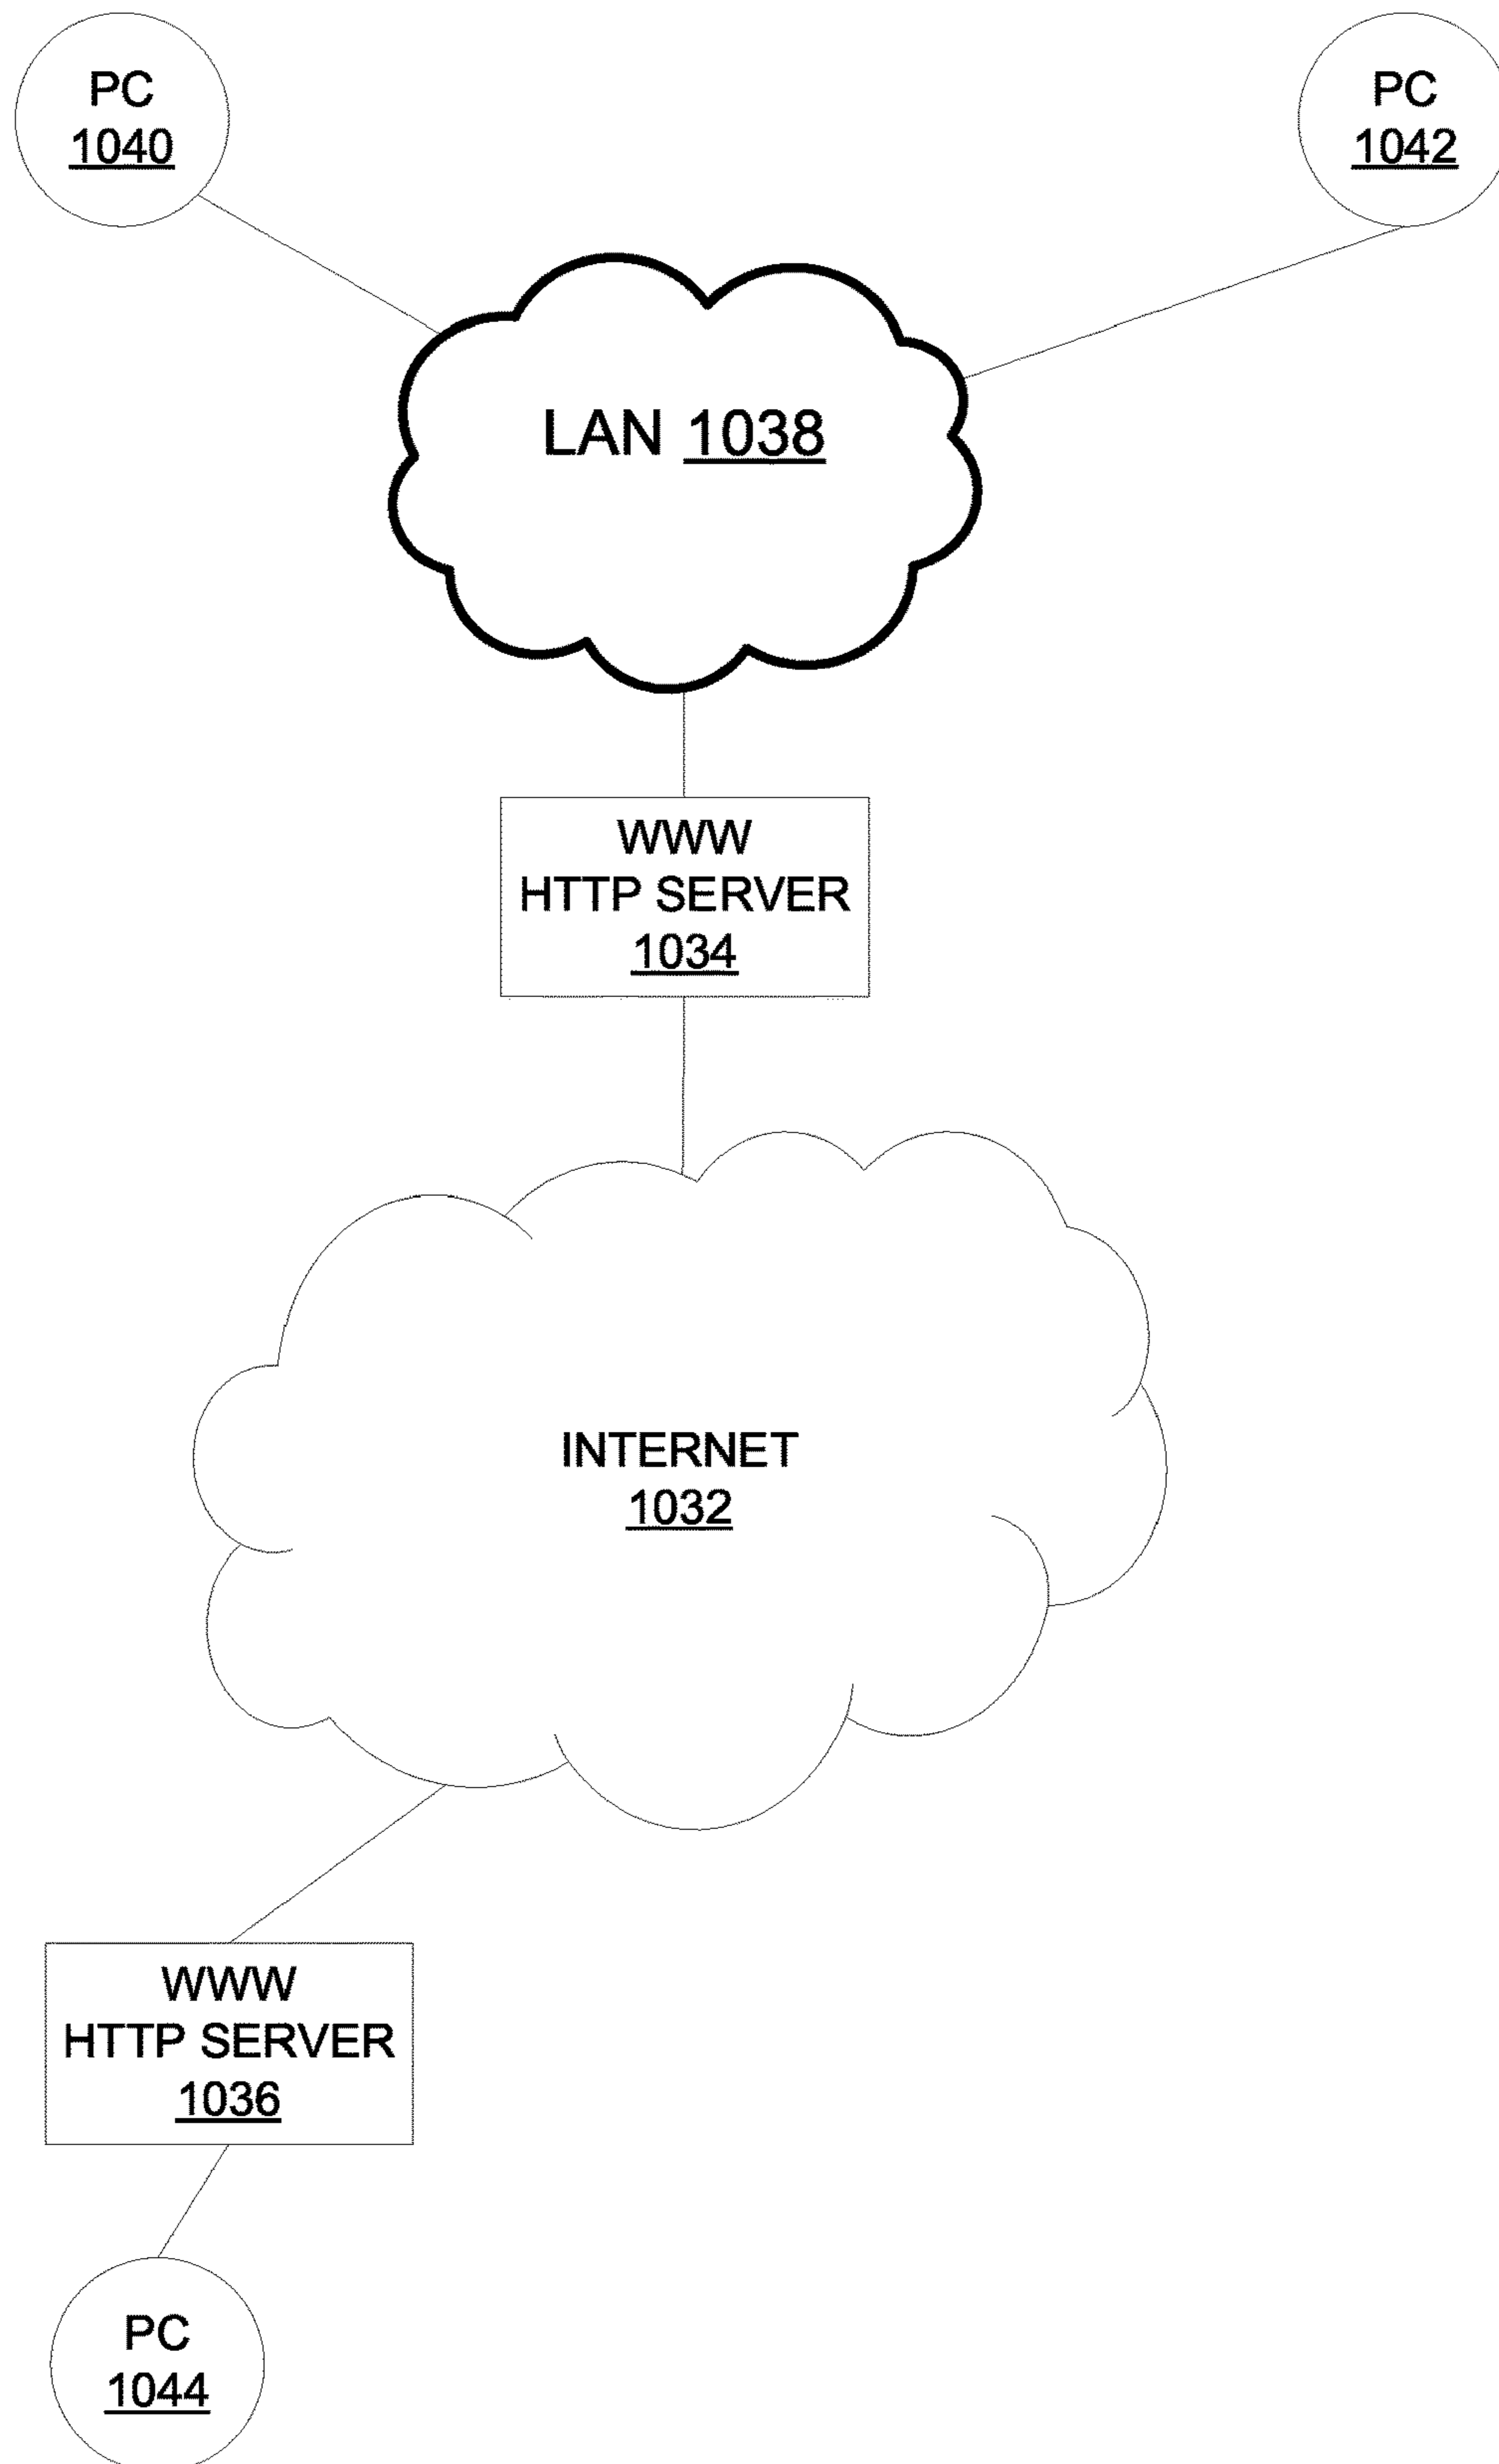 PC
1040
PC
1042
LAN 1038
WWW
HTTP SERVER
1034
INTERNET
1032
WWW
HTTP SERVER
1036
PC
1044